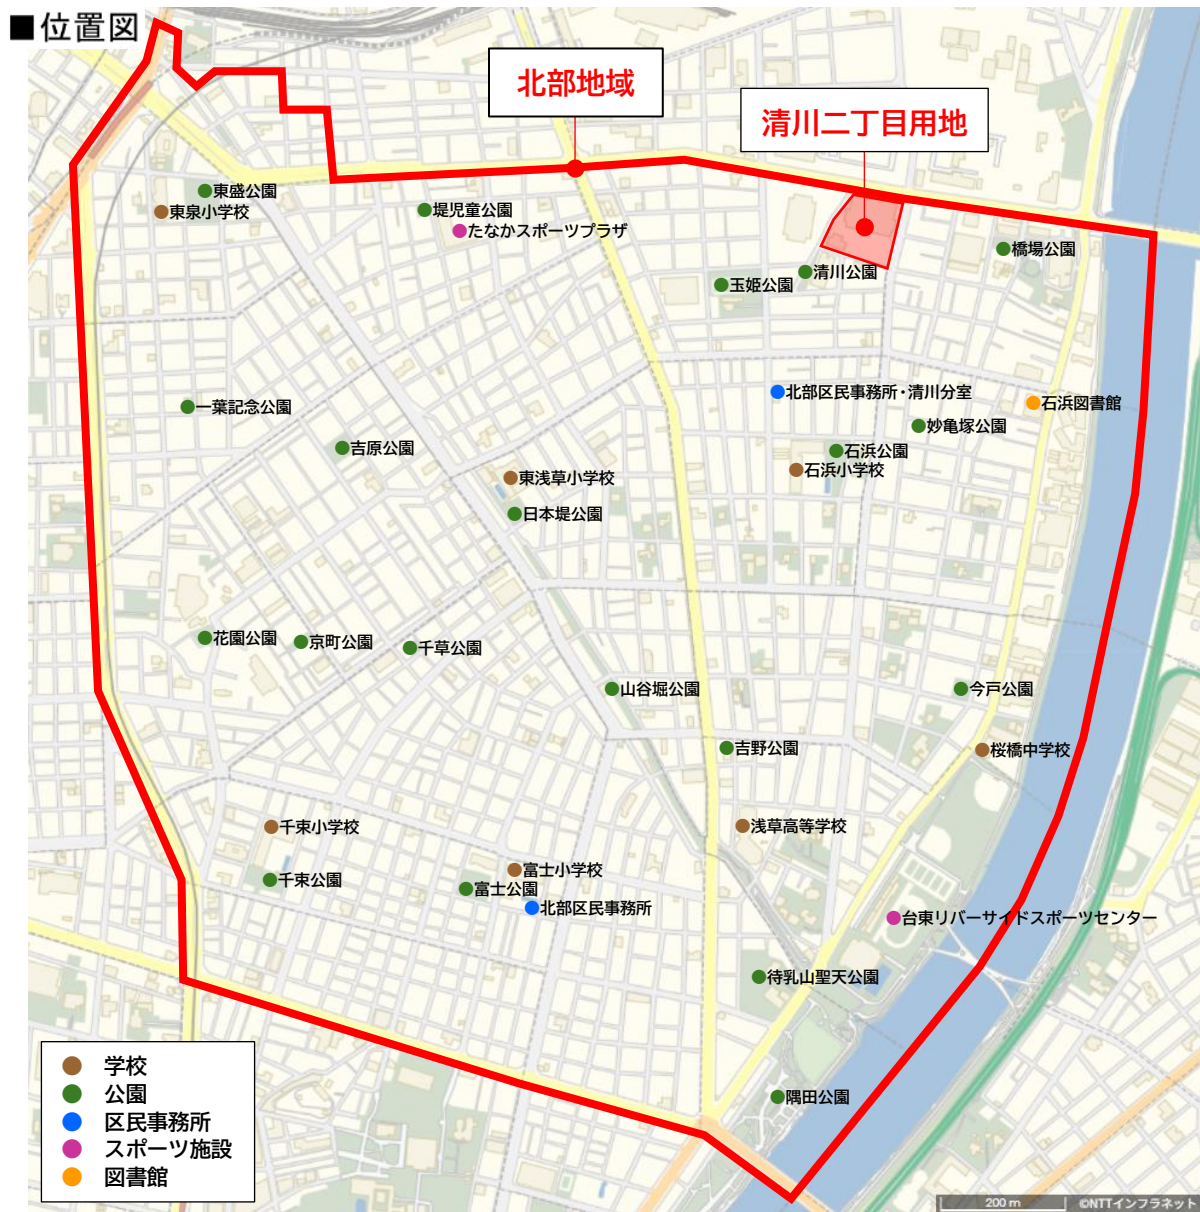 ■位置図
北部地域
清川二丁目用地
東盛公園
東泉小学校
堤児童公園
たなかスポーツプラザ
橋場公園
清川公園
玉姫公園
北部区民事務所・清川分室
石浜図書館
一葉記念公園
妙亀塚公園
吉原公園
石浜公園
石浜小学校
東浅草小学校
日本堤公園
花園公園
京町公園
千草公園
山谷堀公園
今戸公園
吉野公園
桜橋中学校
千束小学校
浅草高等学校
富士小学校
千束公園
富士公園
北部区民事務所
台東リバーサイドスポーツセンター
待乳山聖天公園
隅田公園
学校
公園
区民事務所
スポーツ施設
図書館
200 m
©NTTインフラネット